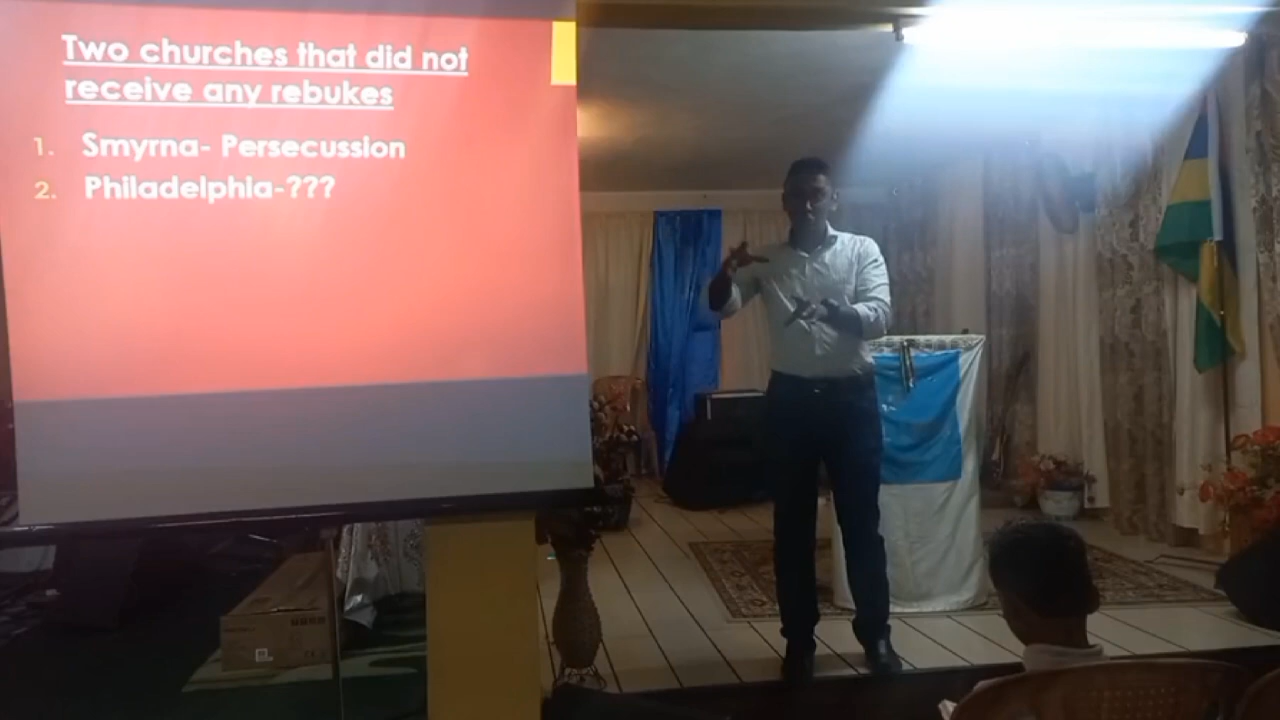 Two churches that did not
receive any rebukes
1. Smyrna- Persecussion
2. Philadelphia-???